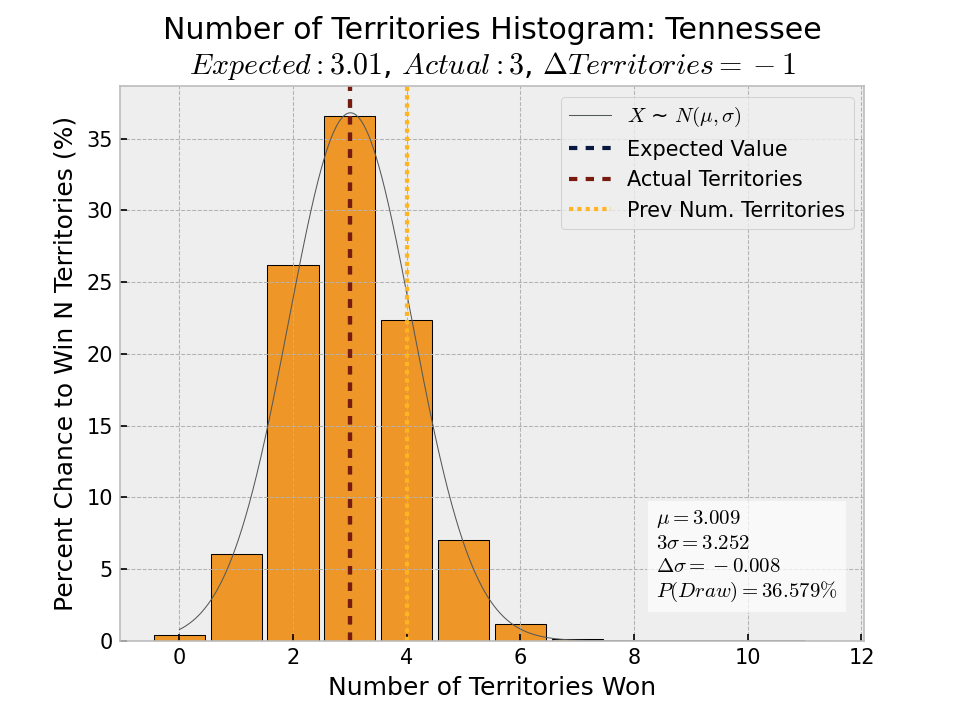 Number of Territories Histogram: Tennessee
Expected : 3.01, Actual : 3, ΔTerritories = −1
Percent Chance to Win N Territories (%)
35
30
25
20
15
10
5
0
X ~ N(μ, σ)
Expected Value
Actual Territories
Prev Num. Territories
μ = 3.009
3σ = 3.252
Δσ = −0.008
P(Draw) = 36.579%
0 2 4 6 8 10 12
Number of Territories Won